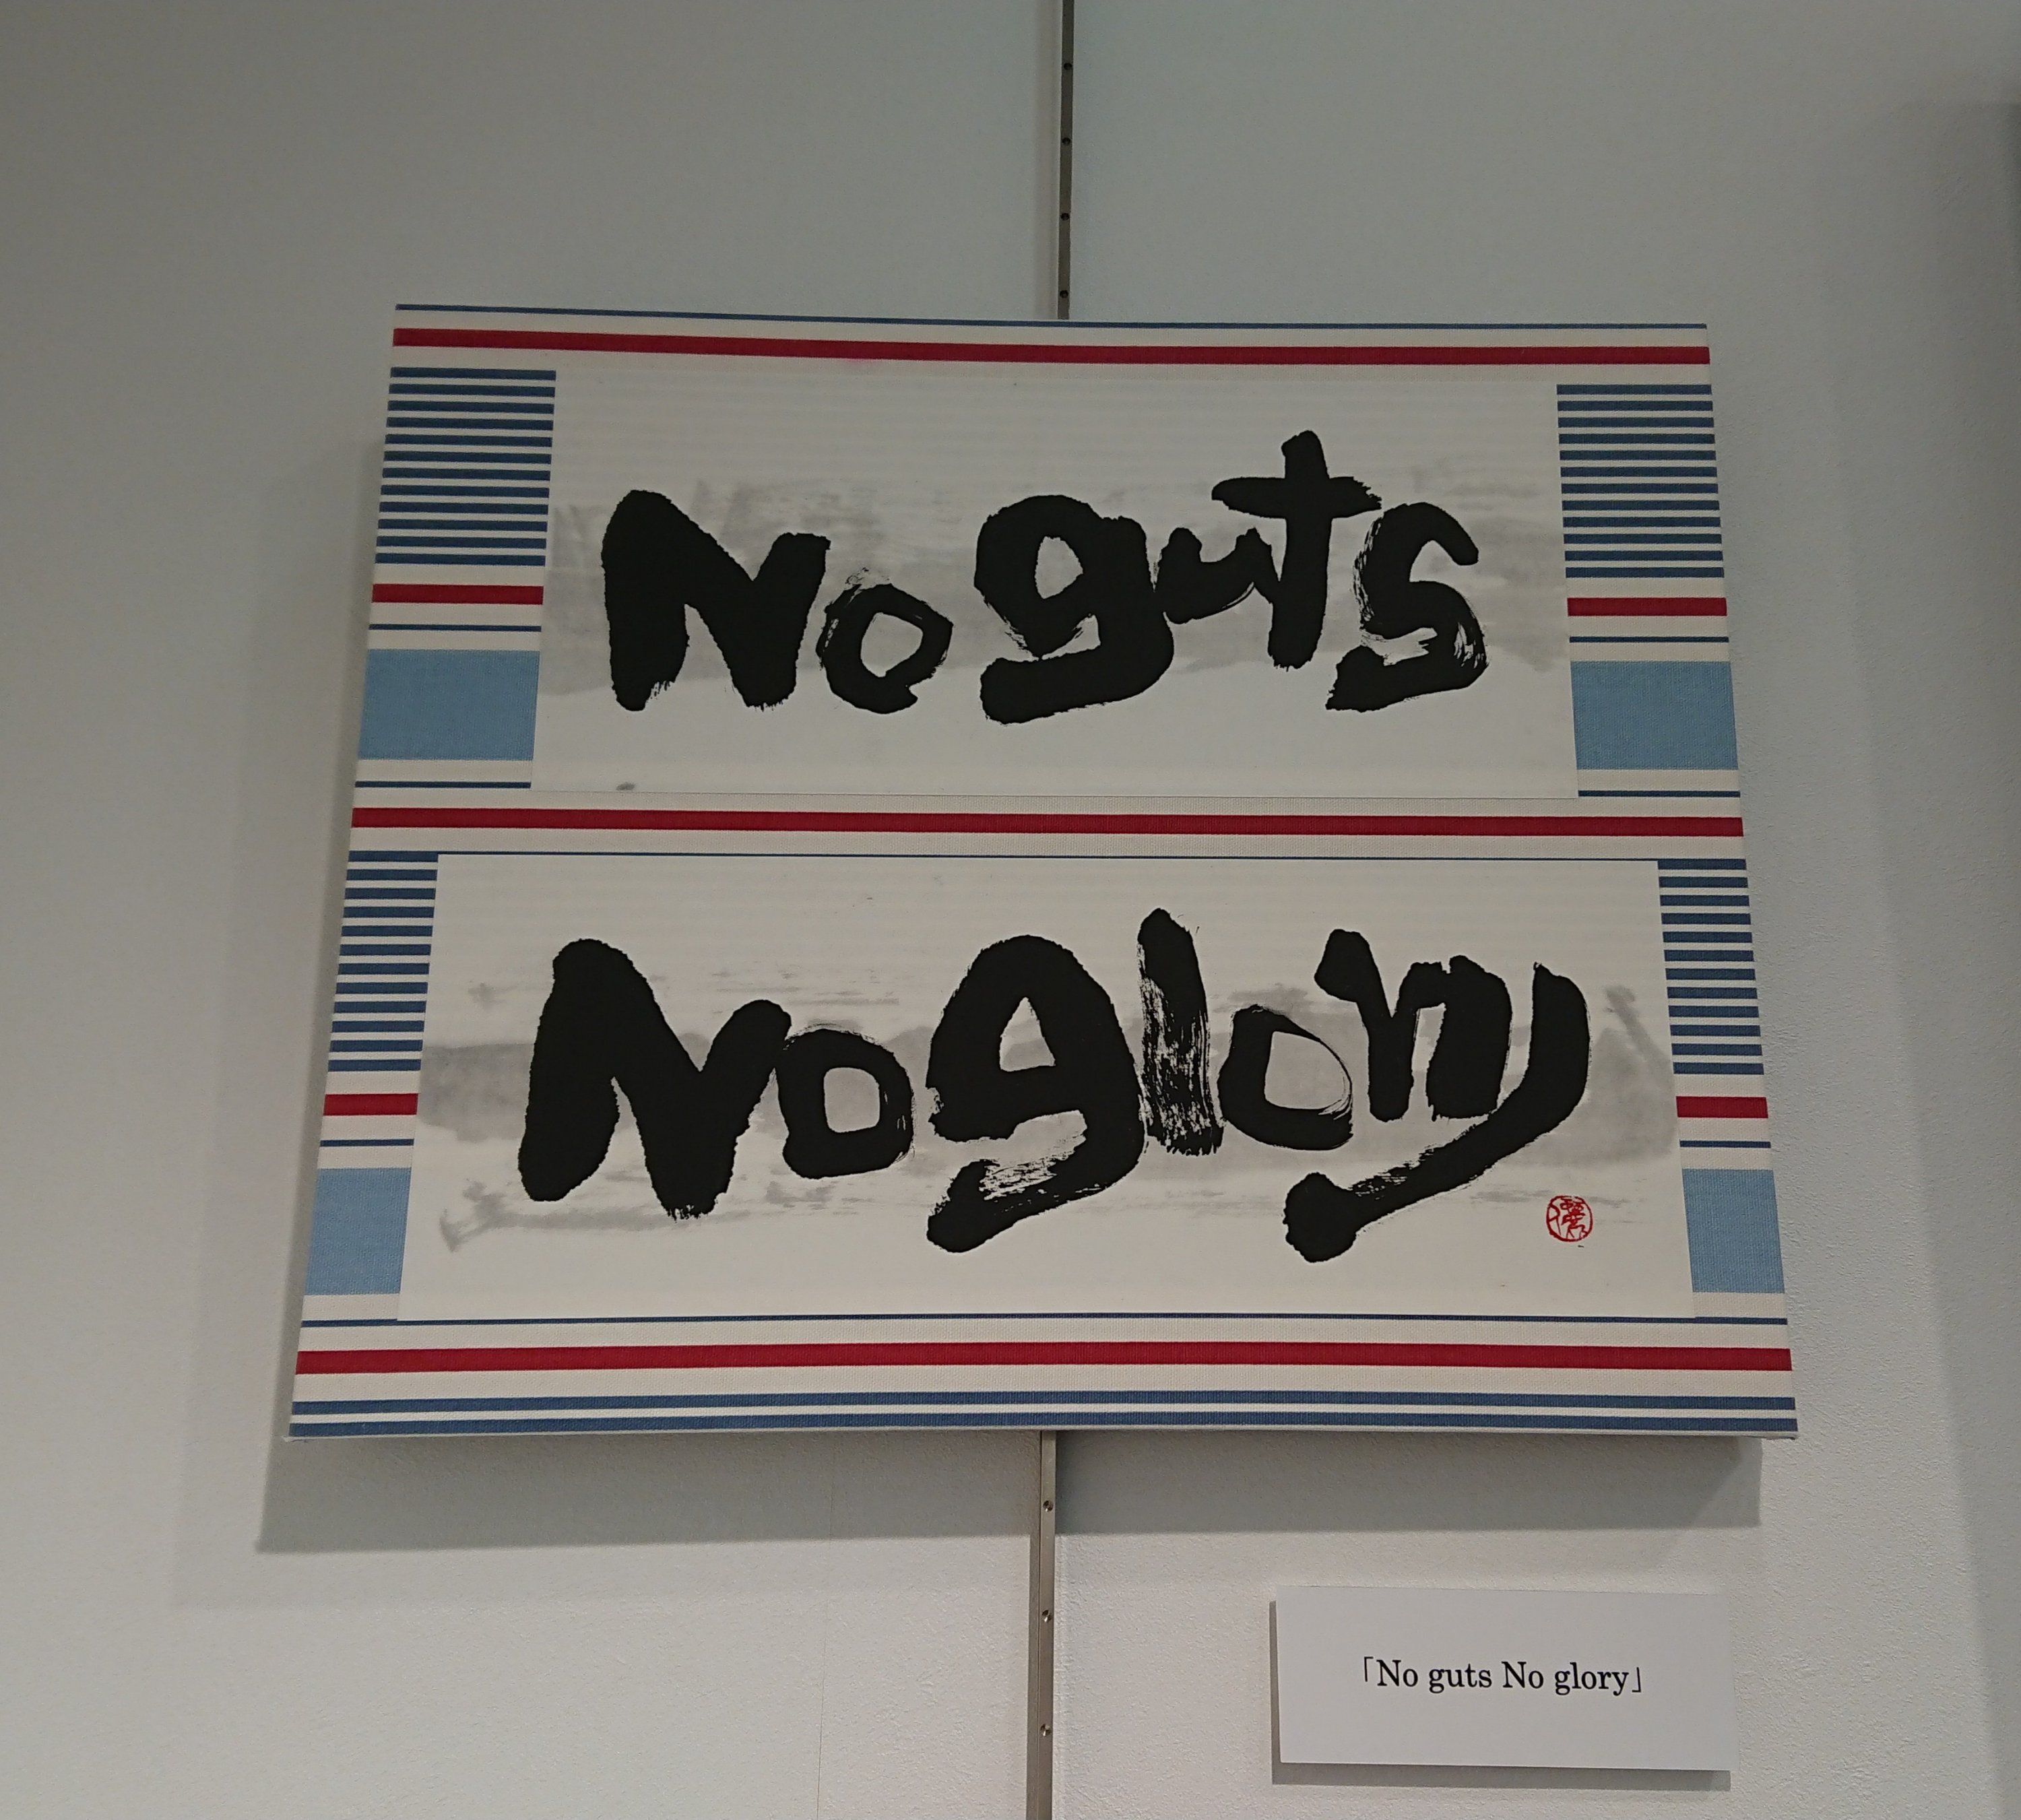 No guts
No glory
「No guts No glory」